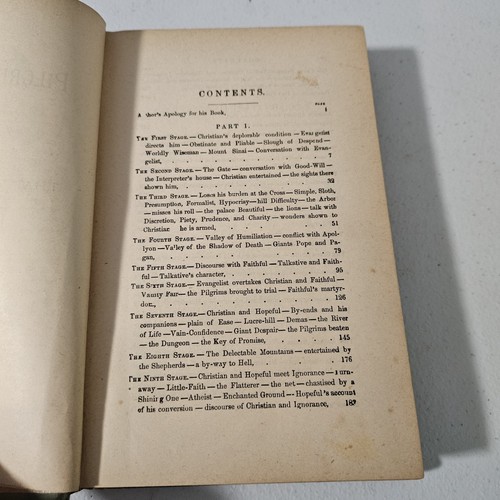 PILGRI
CONTENTS.
PAGE
A thor's Apology for his Book, 1
PART I.
THE FIRST STAGE.—Christian's deplorable condition—Evangelist
directs him—Obstinate and Pliable—Slough of Despond—
Worldly Wiseman—Mount Sinai—Conversation with Evan-
gelist, . . . . . . . . 7
THE SECOND STAGE.—The Gate—conversation with Good-Will—
the Interpreter's house—Christian entertained—the sights there
shown him, . . . . . . . . 32
THE THIRD STAGE.—Loses his burden at the Cross—Simple, Sloth,
Presumption, Formalist, Hypocrisy—hill Difficulty—the Arbor
—misses his roll—the palace Beautiful—the lions—talk with
Discretion, Piety, Prudence, and Charity—wonders shown to
Christian he is armed, . . . . . . 51
THE FOURTH STAGE.—Valley of Humiliation—conflict with Apol-
lyon—Valley of the Shadow of Death—Giants Pope and Pa-
gan, . . . . . . . . 79
THE FIFTH STAGE.—Discourse with Faithful—Talkative and Faith-
ful—Talkative's character, . . . . . 95
THE SIXTH STAGE.—Evangelist overtakes Christian and Faithful—
Vanity Fair—the Pilgrims brought to trial—Faithful's martyr-
dom, . . . . . . . . 126
THE SEVENTH STAGE.—Christian and Hopeful—By-ends and his
companions—plain of Ease—Lucre-hill—Demas—the River
of Life—Vain-Confidence—Giant Despair—the Pilgrims beaten
—the Dungeon—the Key of Promise, . . . . 145
THE EIGHTH STAGE.—The Delectable Mountains—entertained by
the Shepherds—a by-way to Hell, . . . . 176
THE NINTH STAGE.—Christian and Hopeful meet Ignorance—Turn-
away—Little-Faith—the Flatterer—the net—chastised by a
Shining One—Atheist—Enchanted Ground—Hopeful's account
of his conversion—discourse of Christian and Ignorance, 187